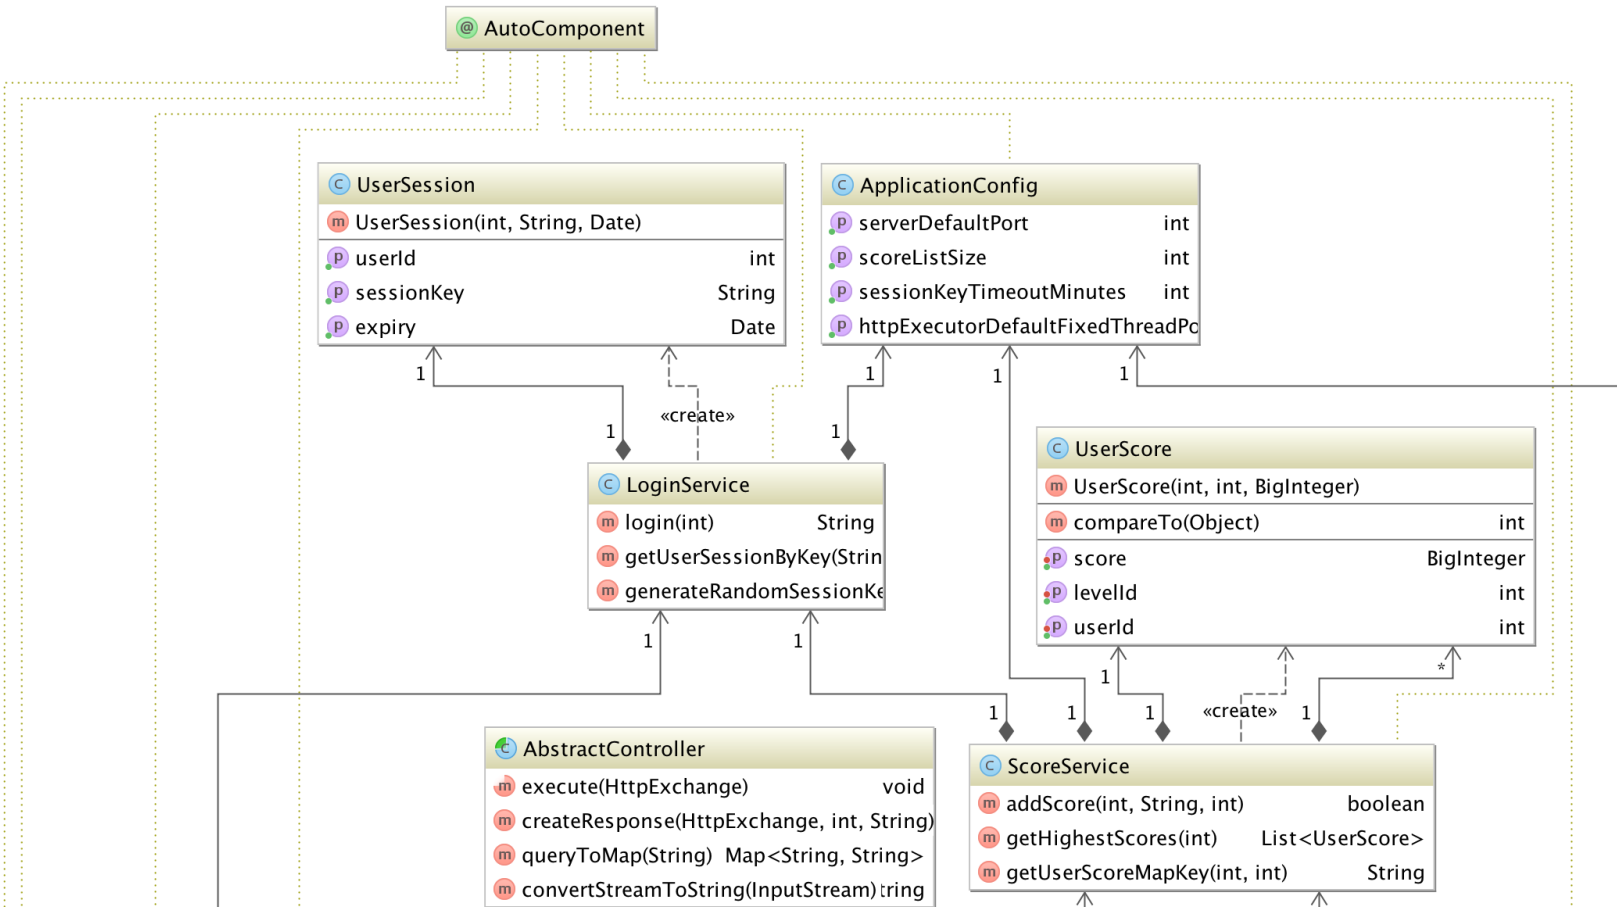 @ AutoComponent
C UserSession
m UserSession(int, String, Date)
p userId int
p sessionKey String
p expiry Date
C ApplicationConfig
p serverDefaultPort int
p scoreListSize int
p sessionKeyTimeoutMinutes int
p httpExecutorDefaultFixedThreadPo
1
1
1
1
«create»
1
1
C LoginService
m login(int) String
m getUserSessionByKey(Strin
m generateRandomSessionKe
C UserScore
m UserScore(int, int, BigInteger)
m compareTo(Object) int
p score BigInteger
p levelId int
p userId int
1
1
1
*
1
1
1
«create»
1
C AbstractController
m execute(HttpExchange) void
m createResponse(HttpExchange, int, String)
m queryToMap(String) Map<String, String>
m convertStreamToString(InputStream) tring
C ScoreService
m addScore(int, String, int) boolean
m getHighestScores(int) List<UserScore>
m getUserScoreMapKey(int, int) String